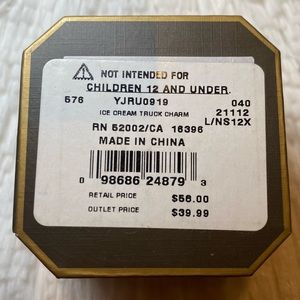 NOT INTENDED FOR
CHILDREN 12 AND UNDER.
576 YJRU0919 040
ICE CREAM TRUCK CHARM 21112
L/NS12X
RN 52002/CA 16396
MADE IN CHINA
0 98686 24879 3
RETAIL PRICE $58.00
OUTLET PRICE $39.99